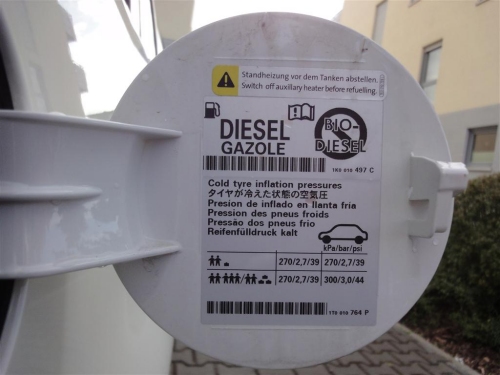 Standheizung vor dem Tanken abstellen.
Switch off auxiliary heater before refuelling.
DIESEL
GAZOLE
BIO-
DIESEL
1K0 010 497 C
Cold tyre inflation pressures
タイヤが冷えた状態の空気圧
Presion de inflado en llanta fria
Pression des pneus froids
Pressão dos pneus frio
Reifenfülldruck kalt
kPa/bar/psi
270/2,7/39 270/2,7/39
270/2,7/39 300/3,0/44
1T0 010 764 P